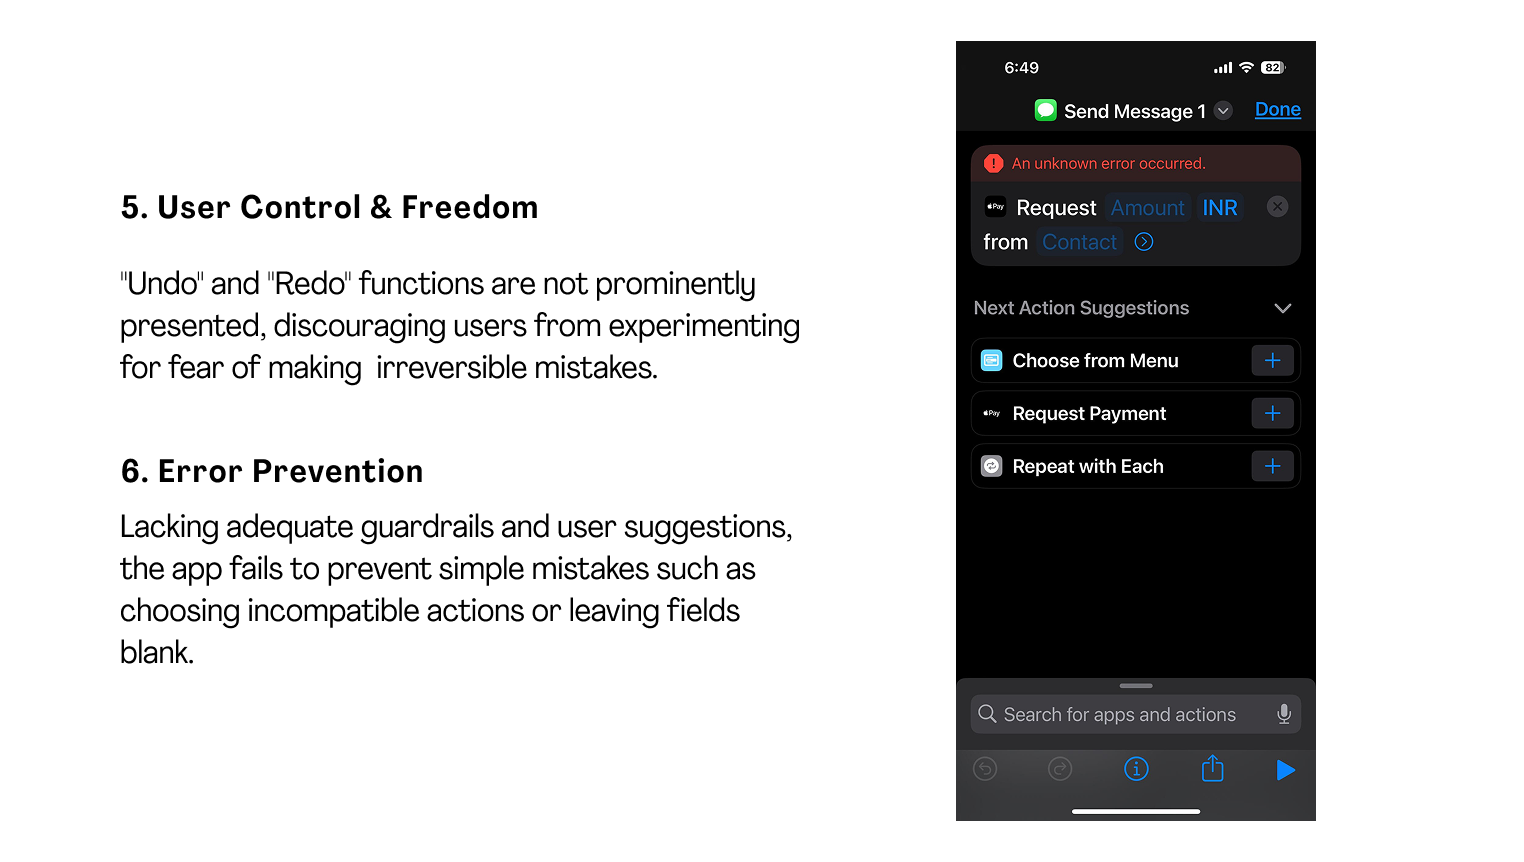 5. User Control & Freedom
"Undo" and "Redo" functions are not prominently
presented, discouraging users from experimenting
for fear of making  irreversible mistakes.
6. Error Prevention
Lacking adequate guardrails and user suggestions,
the app fails to prevent simple mistakes such as
choosing incompatible actions or leaving fields
blank.
6:49
82
Send Message 1
Done
An unknown error occurred.
Pay Request Amount INR
from Contact
Next Action Suggestions
Choose from Menu
Pay Request Payment
Repeat with Each
Search for apps and actions